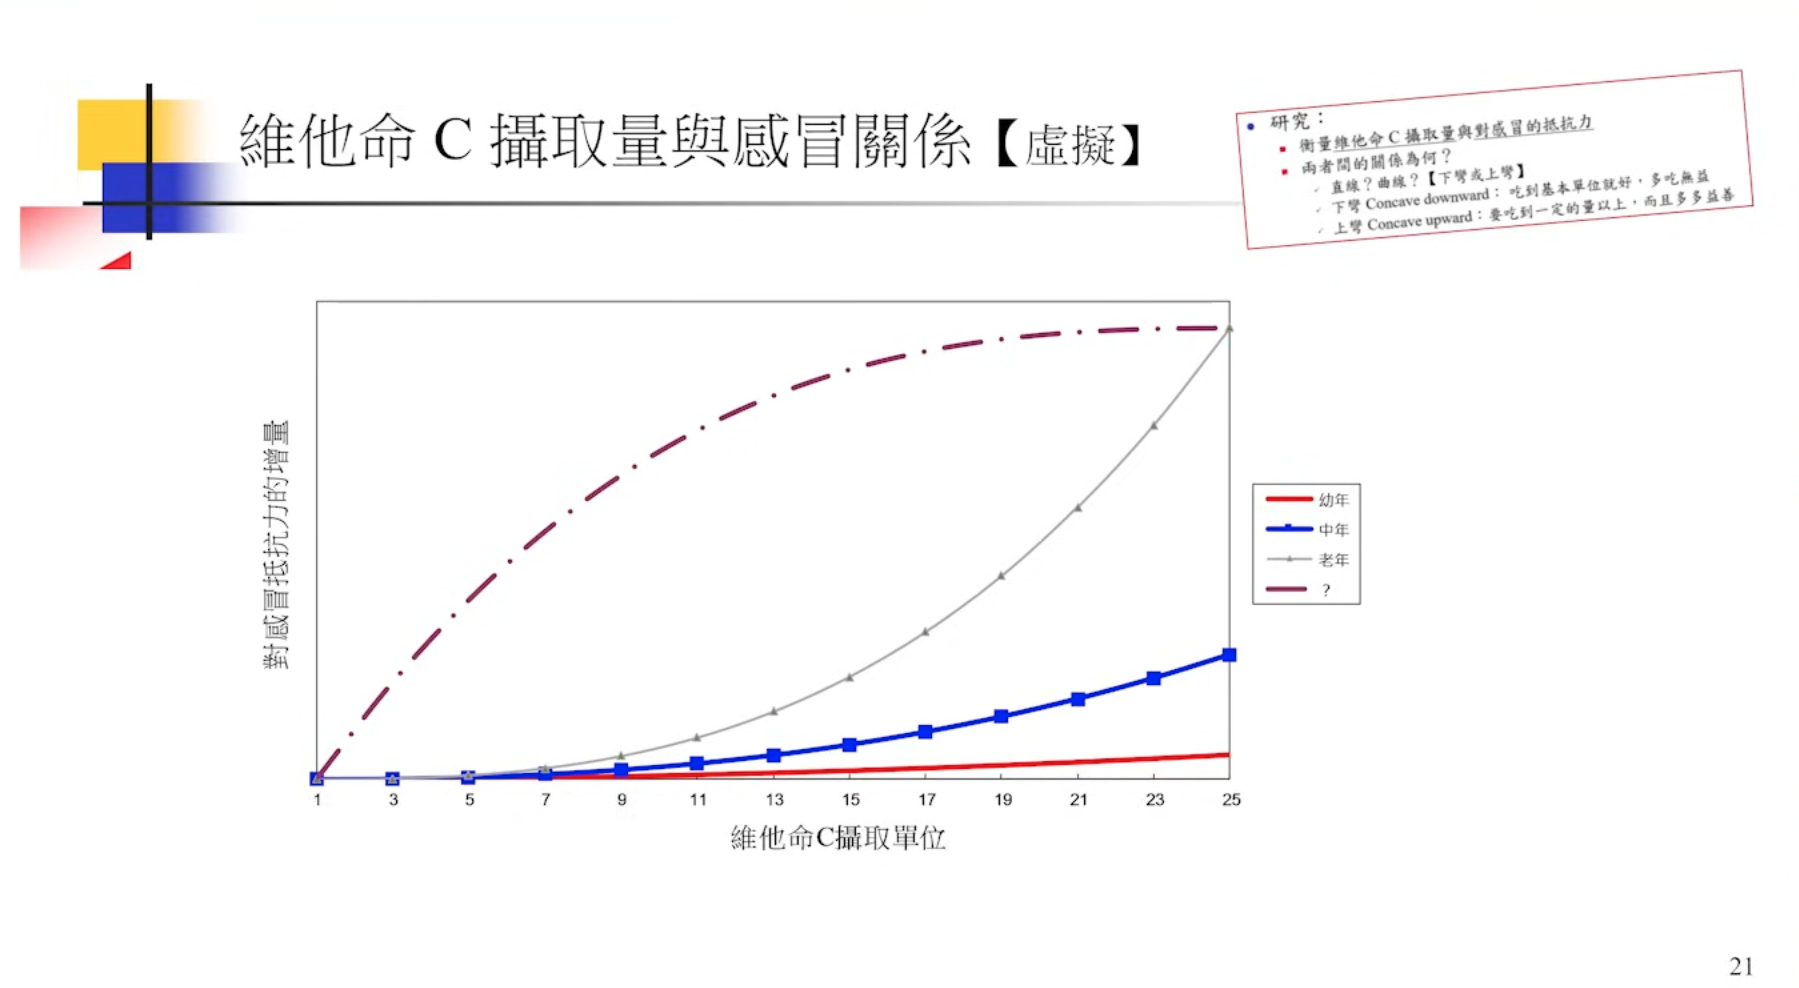 維他命 C 攝取量與感冒關係【虛擬】
研究：
衡量維他命 C 攝取量與對感冒的抵抗力
兩者間的關係為何？
直線？曲線？【下彎或上彎】
下彎 Concave downward： 吃到基本單位就好，多吃無益
上彎 Concave upward：要吃到一定的量以上，而且多多益善
對感冒抵抗力的增量
幼年
中年
老年
?
1 3 5 7 9 11 13 15 17 19 21 23 25
維他命C攝取單位
21